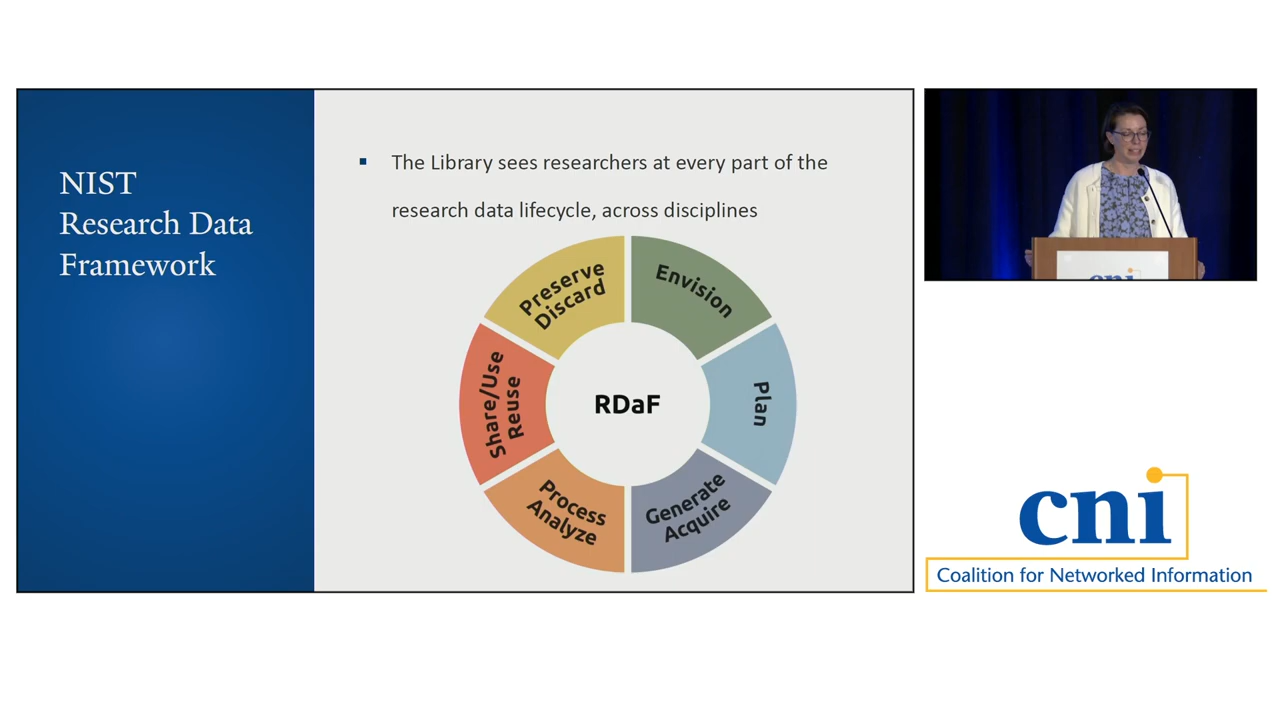 NIST
Research Data
Framework
▪ The Library sees researchers at every part of the
research data lifecycle, across disciplines
Preserve
Discard
Envision
Share/Use
Reuse
RDaF
Plan
Process
Analyze
Generate
Acquire
cni
cni
Coalition for Networked Information